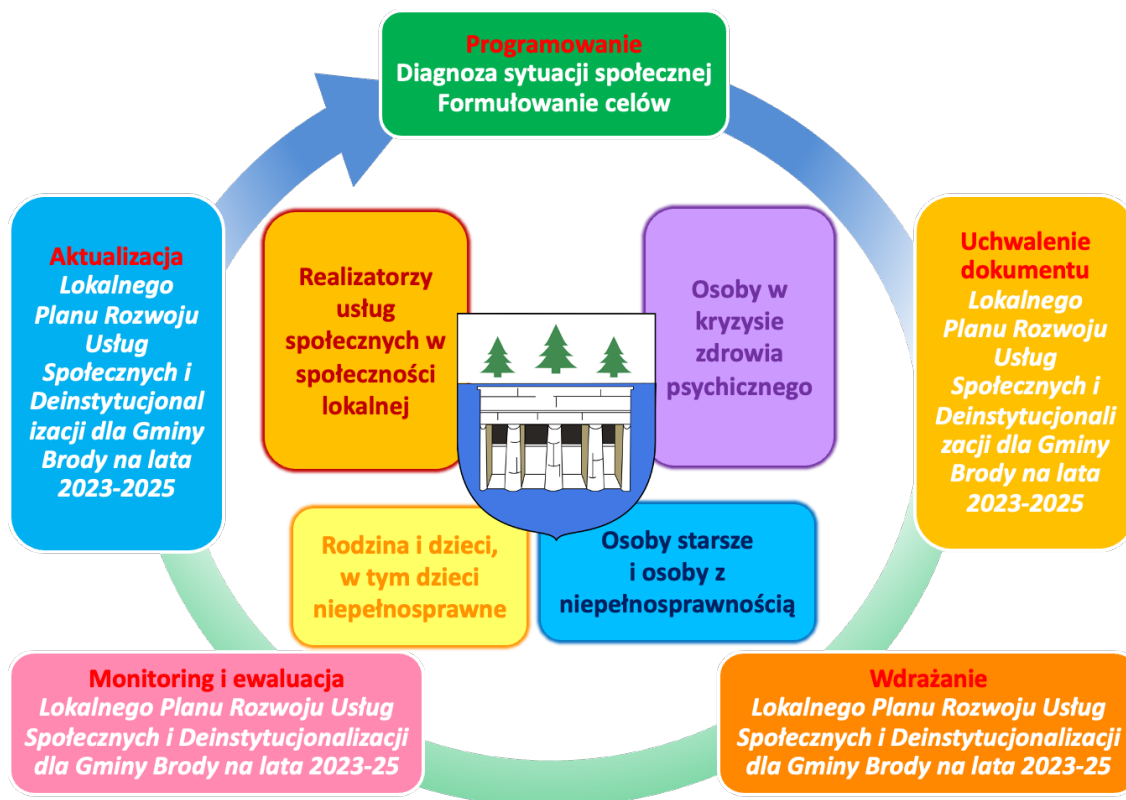 Programowanie
Diagnoza sytuacji społecznej
Formułowanie celów
Aktualizacja
Lokalnego
Planu Rozwoju
Usług
Społecznych i
Deinstytucjonal
izacji dla Gminy
Brody na lata
2023-2025
Realizatorzy
usług
społecznych w
społeczności
lokalnej
Osoby w
kryzysie
zdrowia
psychicznego
Uchwalenie
dokumentu
Lokalnego
Planu Rozwoju
Usług
Społecznych i
Deinstytucjonali
zacji dla Gminy
Brody na lata
2023-2025
Rodzina i dzieci,
w tym dzieci
niepełnosprawne
Osoby starsze
i osoby z
niepełnosprawnością
Monitoring i ewaluacja
Lokalnego Planu Rozwoju Usług
Społecznych i Deinstytucjonalizacji
dla Gminy Brody na lata 2023-25
Wdrażanie
Lokalnego Planu Rozwoju Usług
Społecznych i Deinstytucjonalizacji
dla Gminy Brody na lata 2023-25